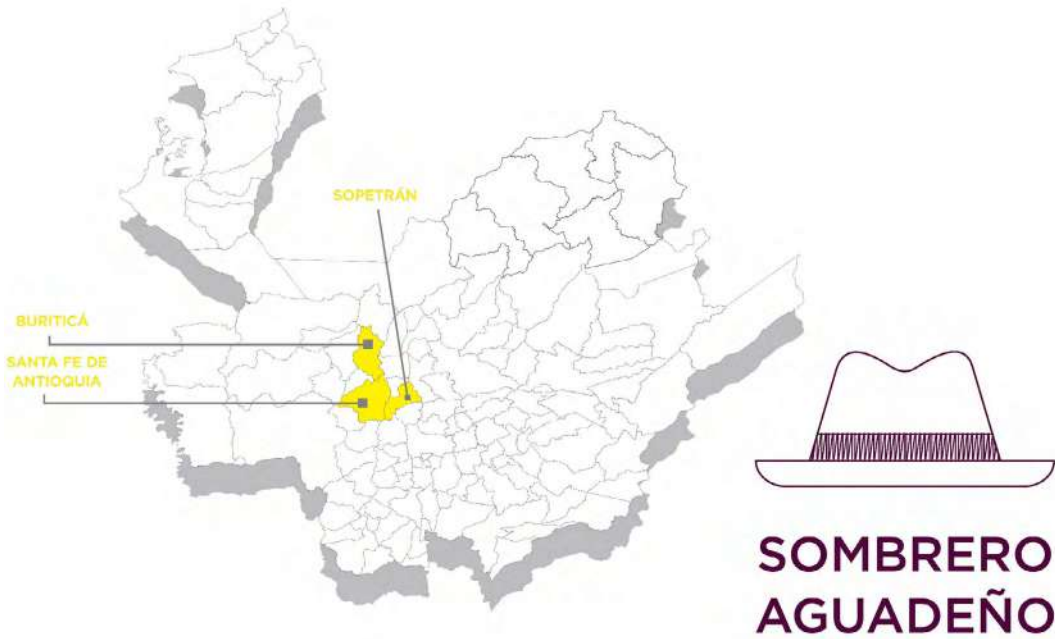 SOPETRÁN
BURITICÁ
SANTA FE DE
ANTIOQUIA
SOMBRERO
AGUADEÑO